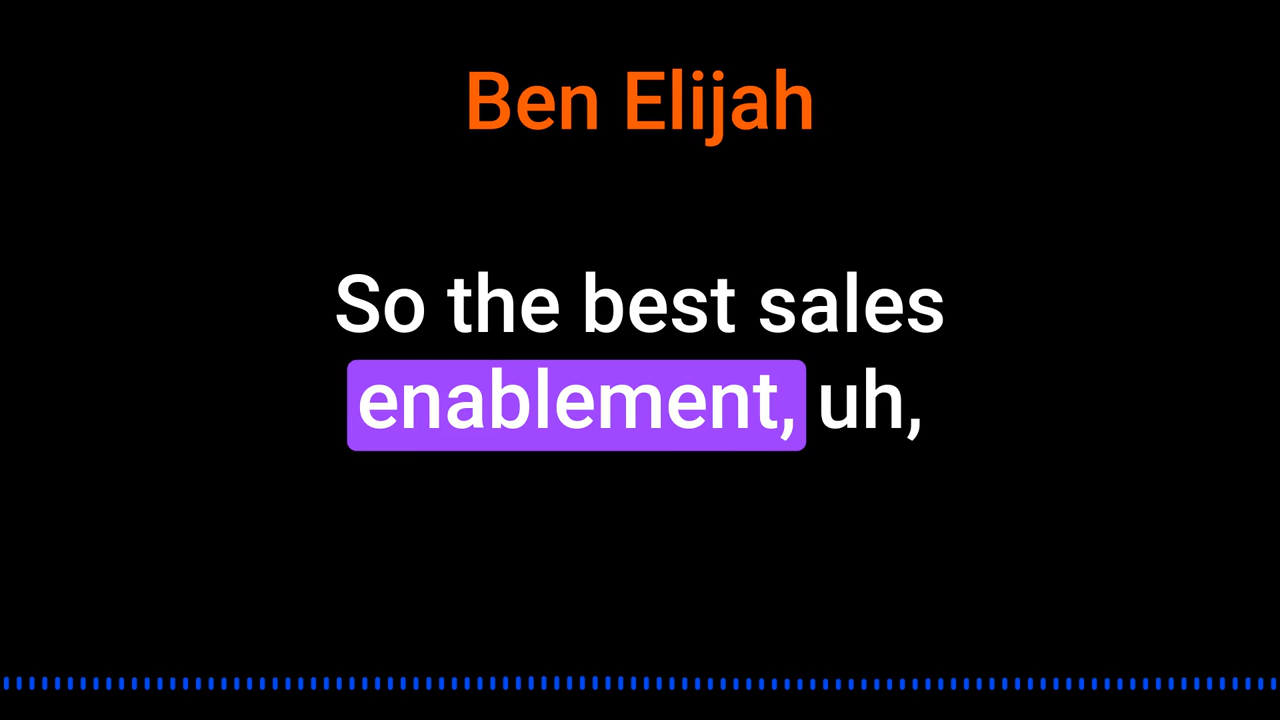 Ben Elijah
So the best sales
enablement, uh,